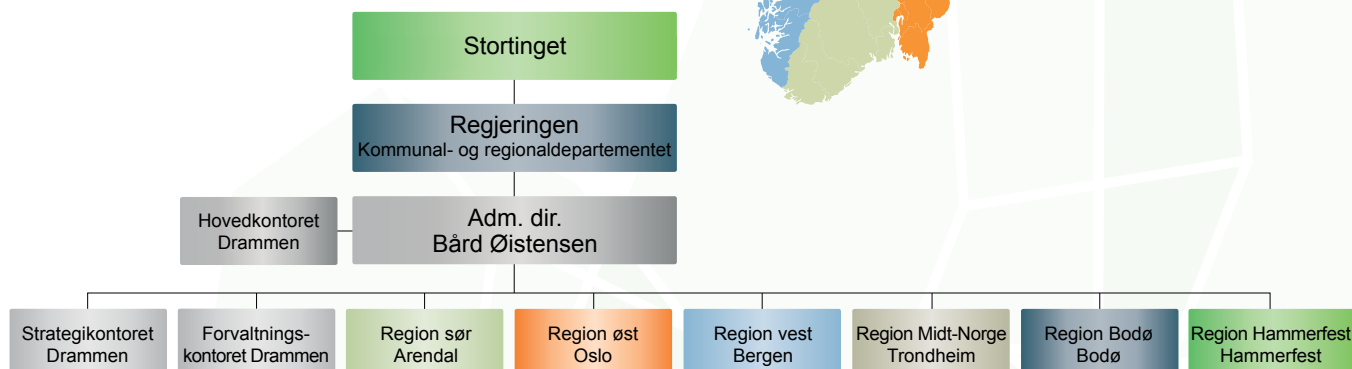 Stortinget
Regjeringen
Kommunal- og regionaldepartementet
Hovedkontoret
Drammen
Adm. dir.
Bård Øistensen
Strategikontoret
Drammen
Forvaltnings-
kontoret Drammen
Region sør
Arendal
Region øst
Oslo
Region vest
Bergen
Region Midt-Norge
Trondheim
Region Bodø
Bodø
Region Hammerfest
Hammerfest